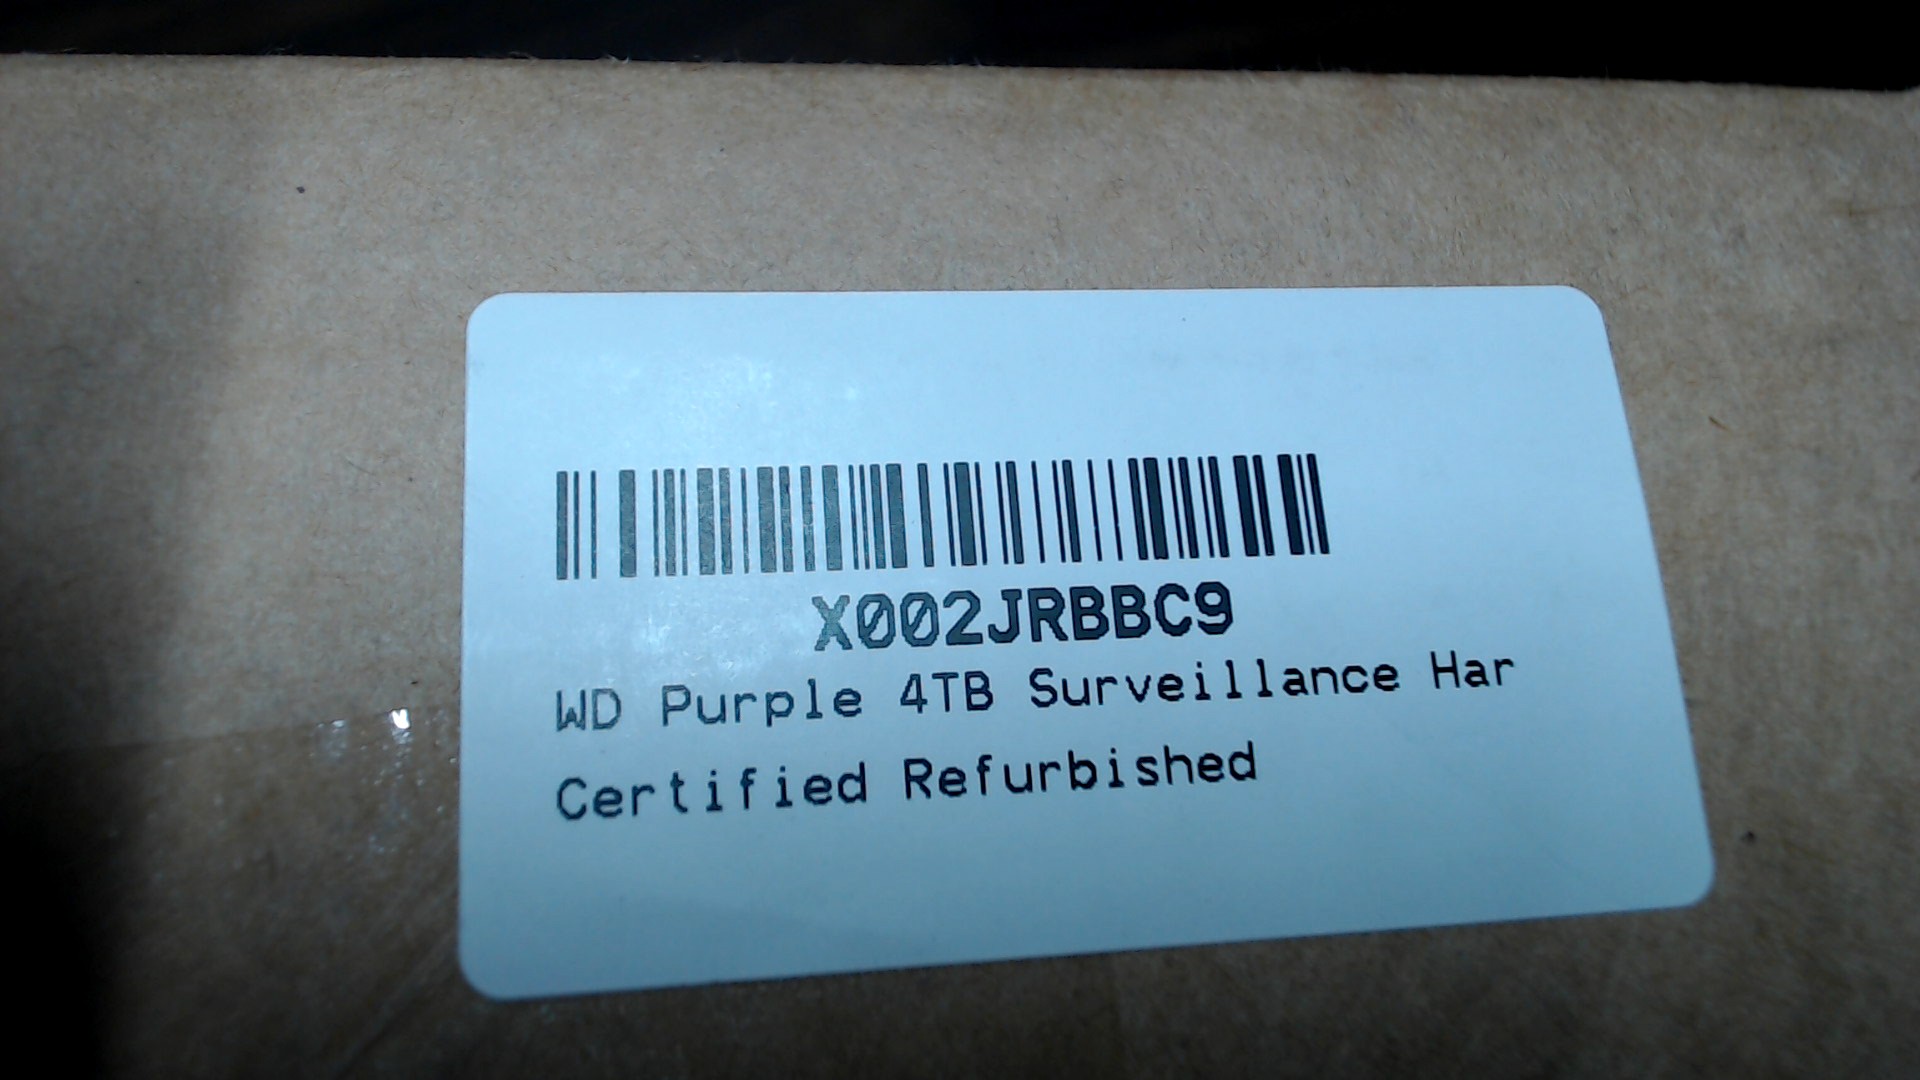 X002JRBBC9
WD Purple 4TB Surveillance Har
Certified Refurbished